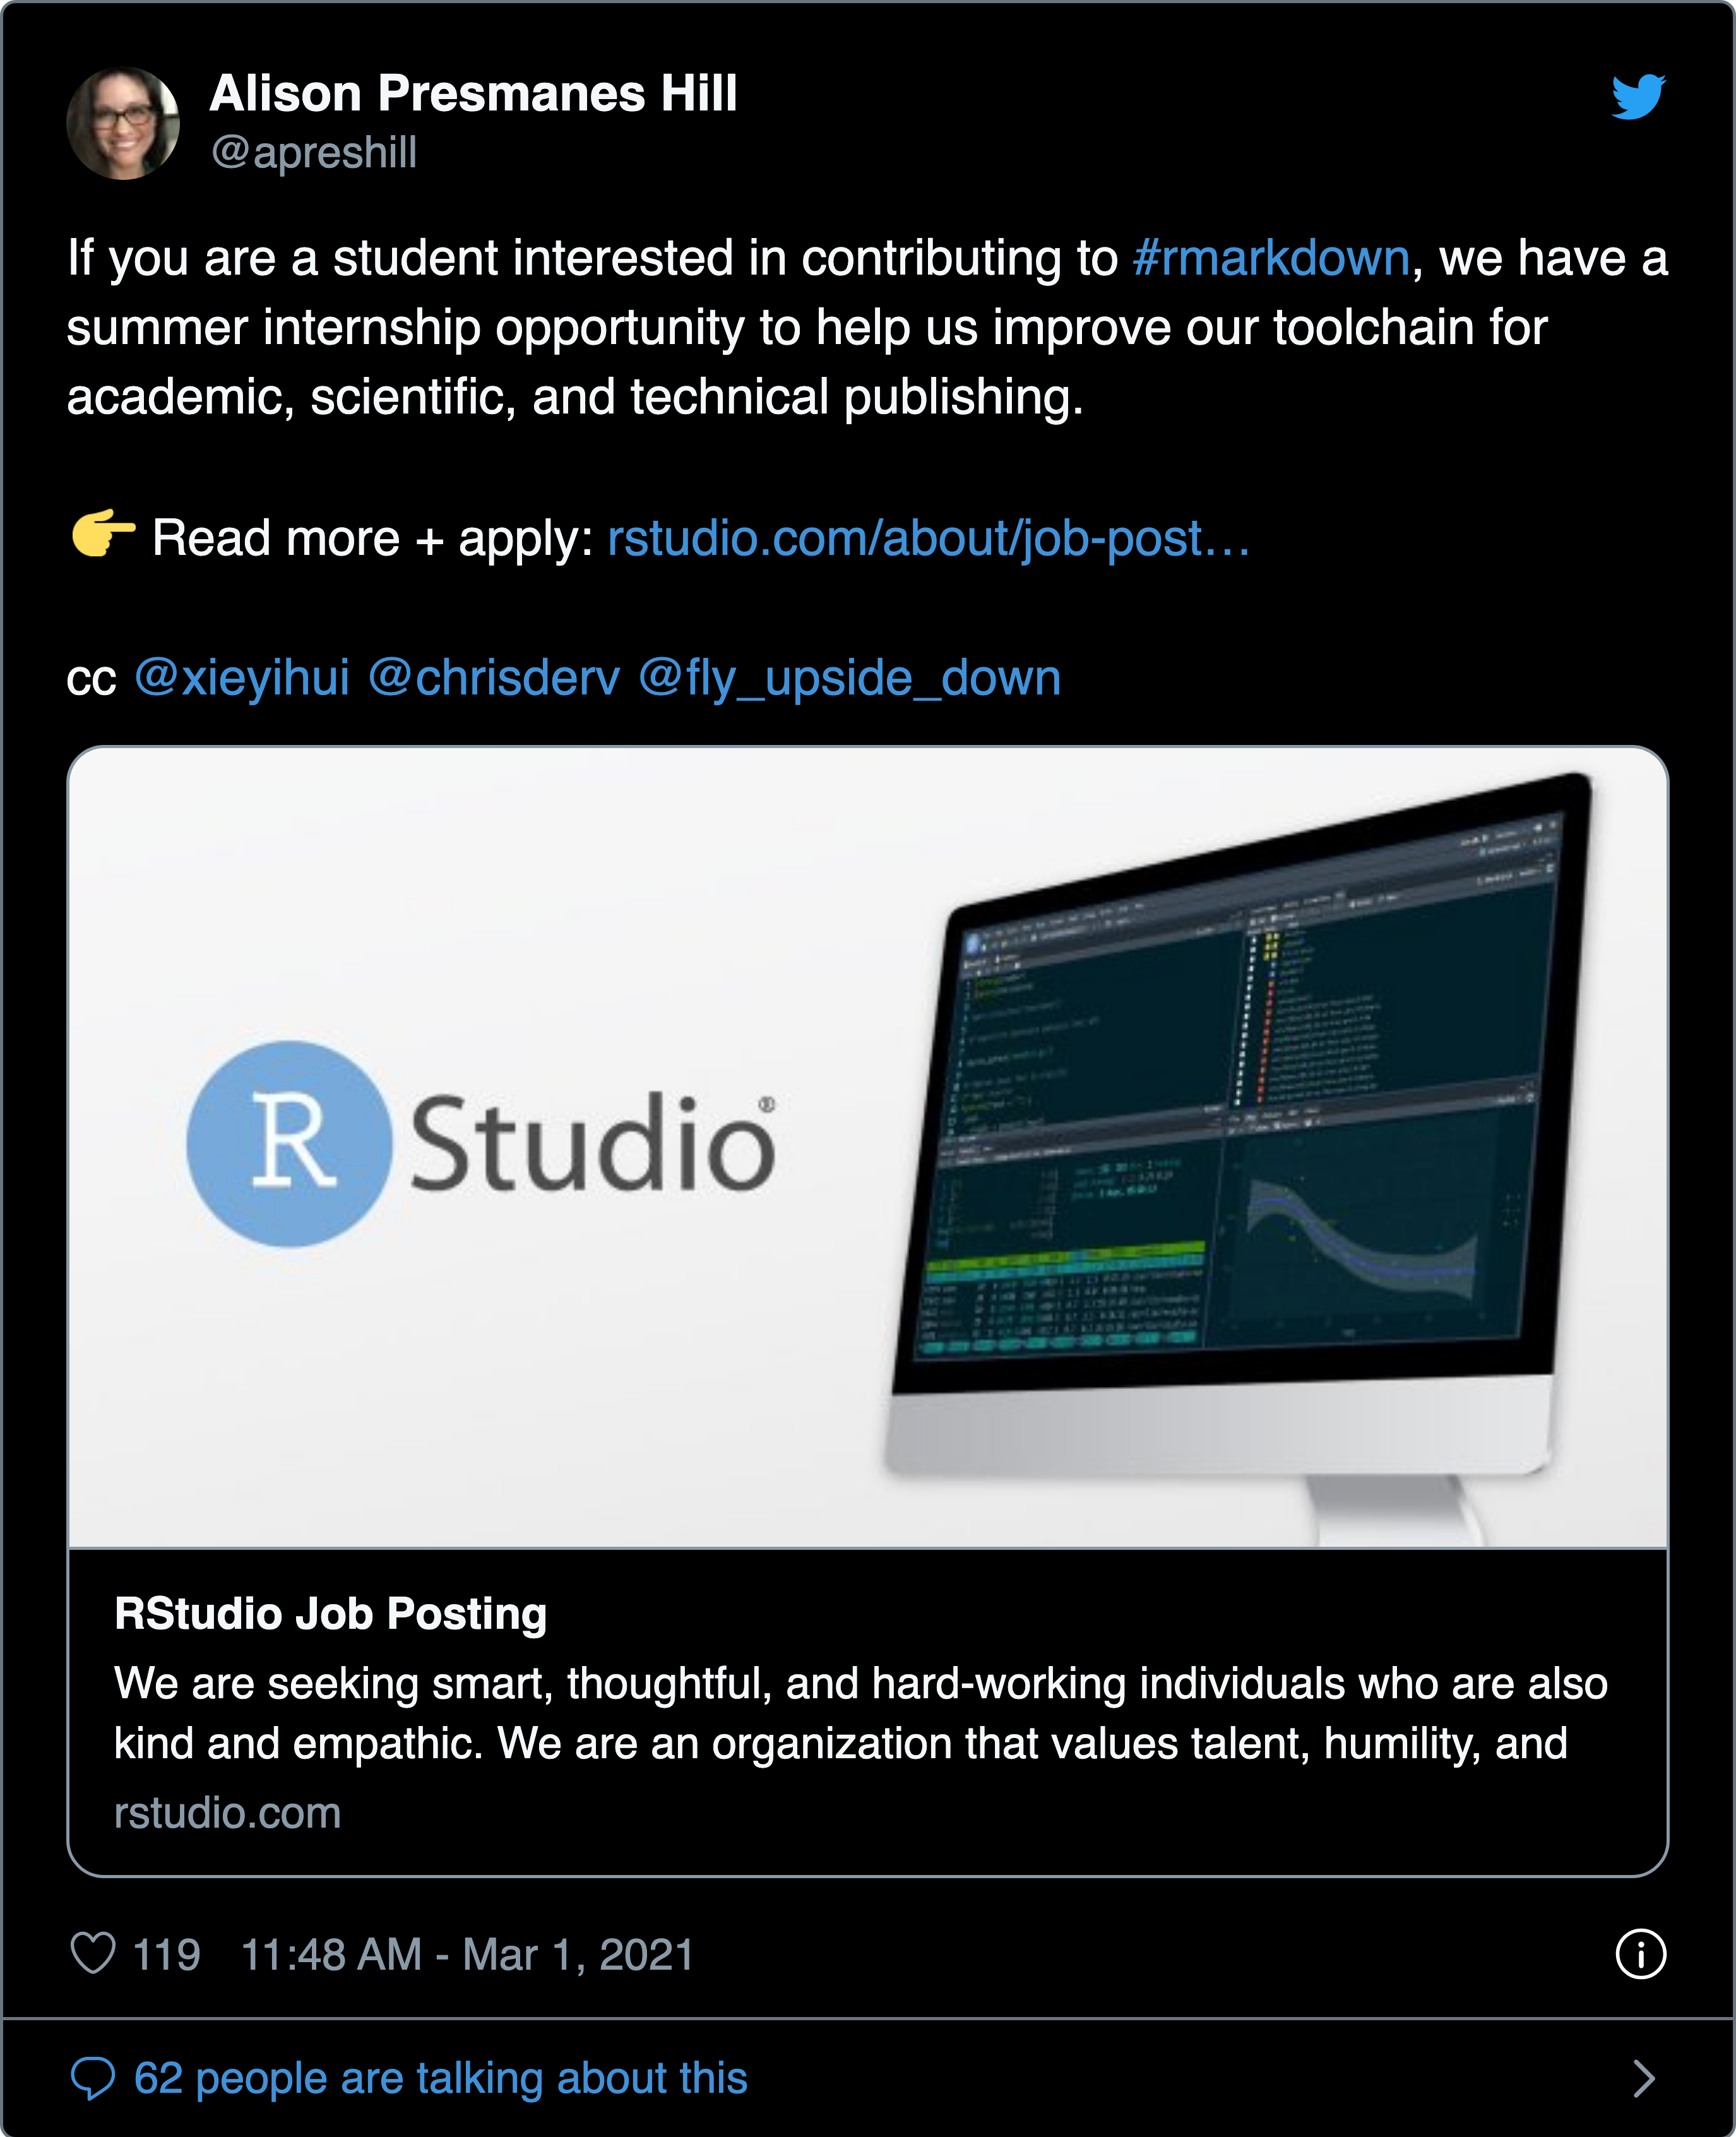 Alison Presmanes Hill
@apreshill
If you are a student interested in contributing to #rmarkdown, we have a
summer internship opportunity to help us improve our toolchain for
academic, scientific, and technical publishing.
👉 Read more + apply: rstudio.com/about/job-post…
cc @xieyihui @chrisderv @fly_upside_down
R Studio®
RStudio Job Posting
We are seeking smart, thoughtful, and hard-working individuals who are also
kind and empathic. We are an organization that values talent, humility, and
rstudio.com
119 11:48 AM - Mar 1, 2021
62 people are talking about this